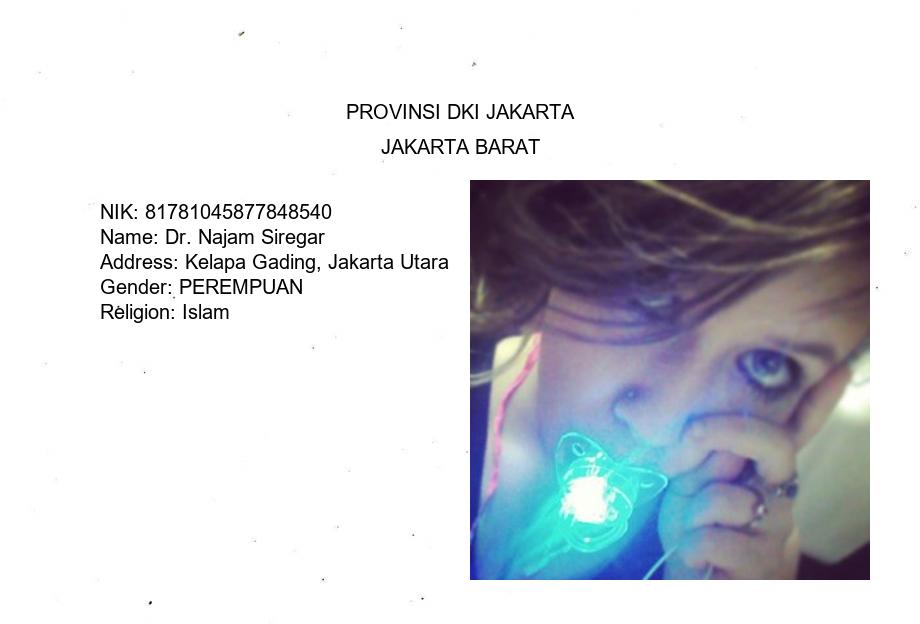 PROVINSI DKI JAKARTA
JAKARTA BARAT
NIK: 81781045877848540
Name: Dr. Najam Siregar
Address: Kelapa Gading, Jakarta Utara
Gender: PEREMPUAN
Religion: Islam